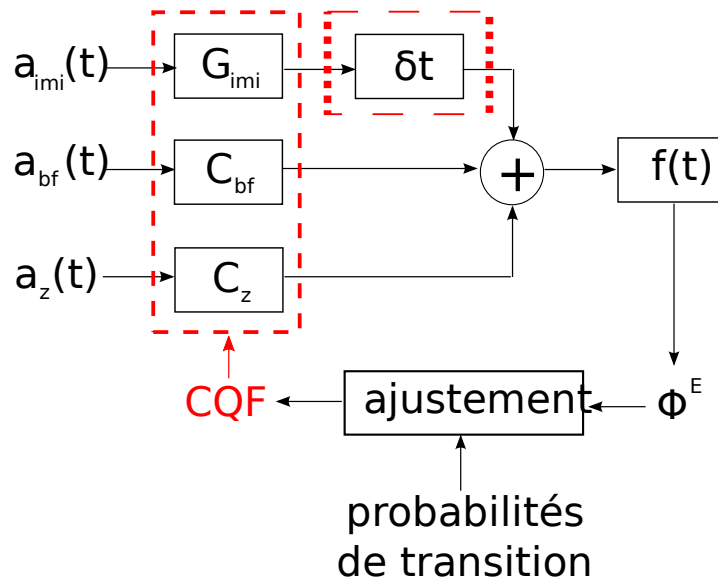 a_imi(t) G_imi δt
a_bf(t) C_bf + f(t)
a_z(t) C_z
CQF ajustement Φ^E
probabilités
de transition